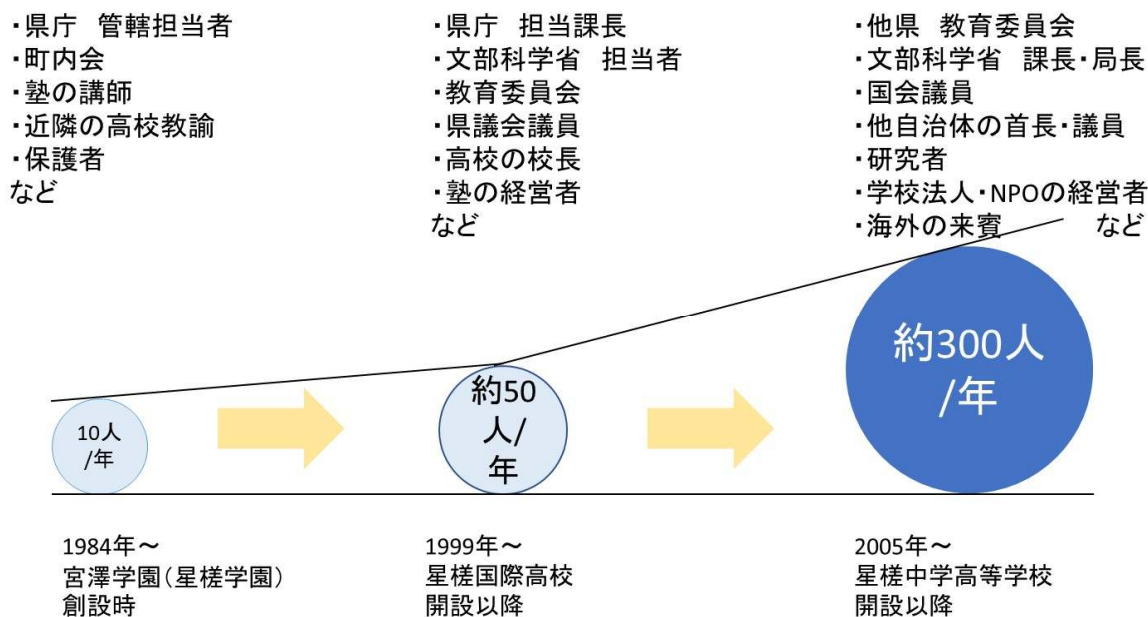 ・県庁 管轄担当者
・町内会
・塾の講師
・近隣の高校教諭
・保護者
など
・県庁 担当課長
・文部科学省 担当者
・教育委員会
・県議会議員
・高校の校長
・塾の経営者
など
・他県 教育委員会
・文部科学省 課長・局長
・国会議員
・他自治体の首長・議員
・研究者
・学校法人・NPOの経営者
・海外の来賓 など
10人
/年
約50
人/
年
約300人
/年
1984年～
宮澤学園(星槎学園)
創設時
1999年～
星槎国際高校
開設以降
2005年～
星槎中学高等学校
開設以降